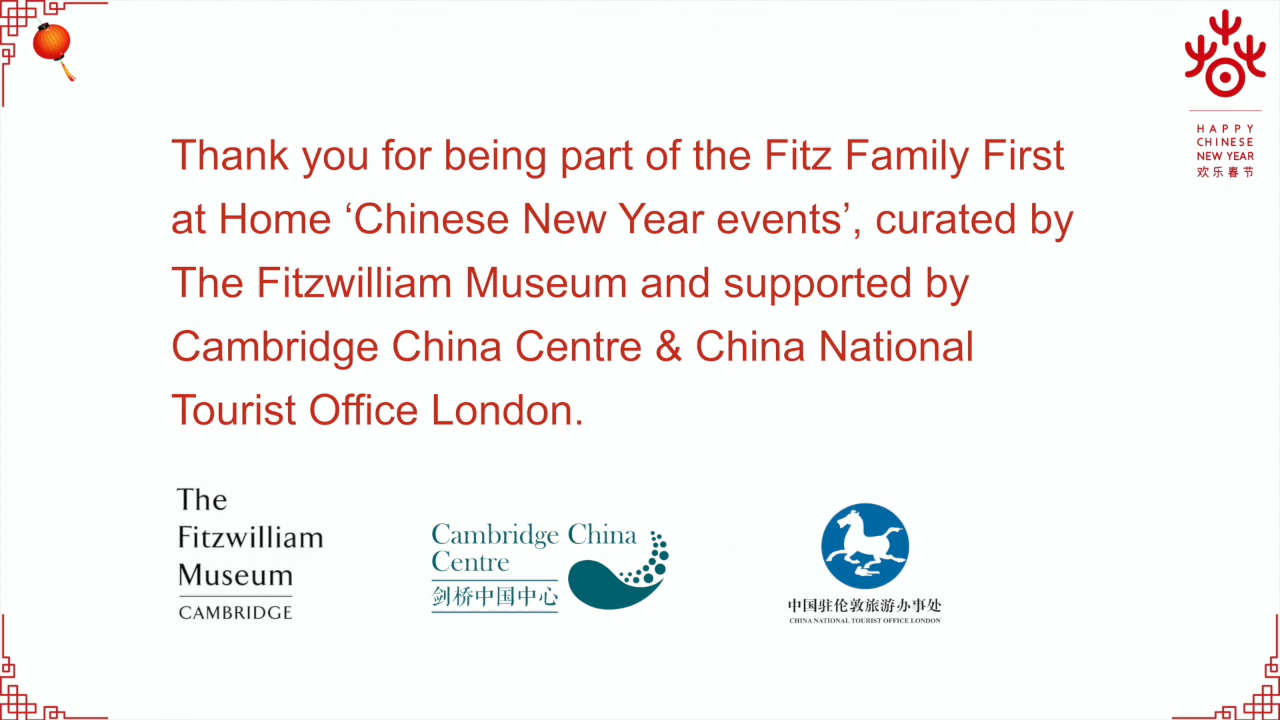 HAPPY
CHINESE
NEW YEAR
欢乐春节
Thank you for being part of the Fitz Family First
at Home ‘Chinese New Year events’, curated by
The Fitzwilliam Museum and supported by
Cambridge China Centre & China National
Tourist Office London.
The
Fitzwilliam
Museum
CAMBRIDGE
Cambridge China
Centre
剑桥中国中心
中国驻伦敦旅游办事处
CHINA NATIONAL TOURIST OFFICE LONDON